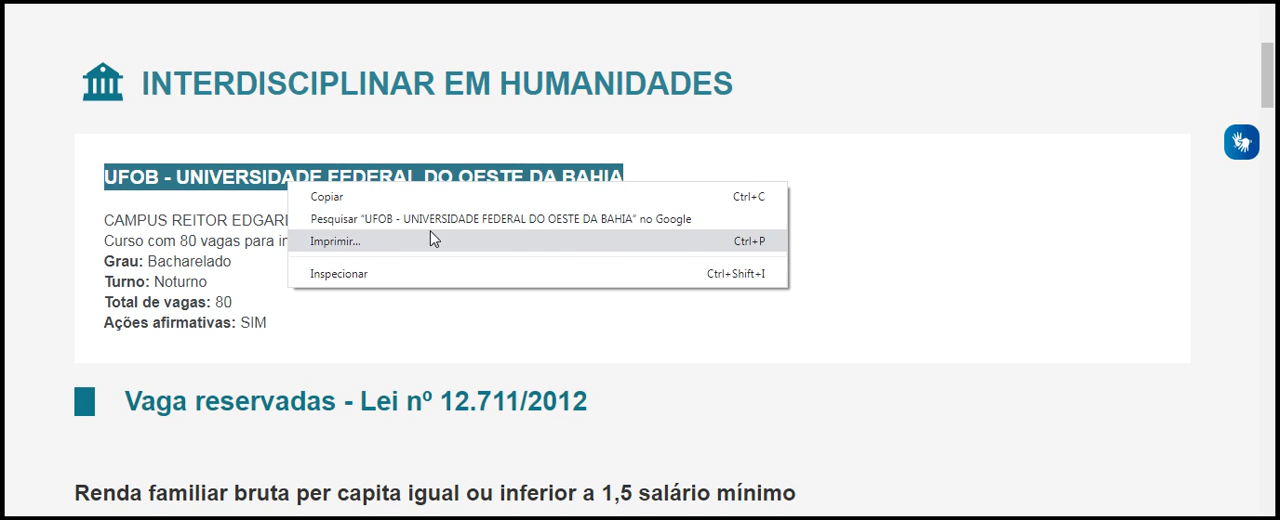 INTERDISCIPLINAR EM HUMANIDADES
UFOB - UNIVERSIDADE FEDERAL DO OESTE DA BAHIA
Copiar Ctrl+C
Pesquisar “UFOB - UNIVERSIDADE FEDERAL DO OESTE DA BAHIA” no Google
Imprimir... Ctrl+P
Inspecionar Ctrl+Shift+I
CAMPUS REITOR
Curso com 80 vagas para
Grau: Bacharelado
Turno: Noturno
Total de vagas: 80
Ações afirmativas: SIM
Vaga reservadas - Lei nº 12.711/2012
Renda familiar bruta per capita igual ou inferior a 1,5 salário mínimo